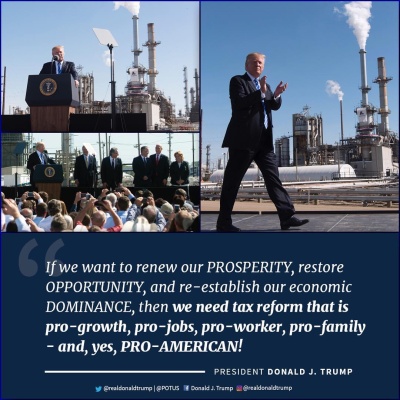 “
If we want to renew our PROSPERITY, restore
OPPORTUNITY, and re-establish our economic
DOMINANCE, then we need tax reform that is
pro-growth, pro-jobs, pro-worker, pro-family
- and, yes, PRO-AMERICAN!
PRESIDENT DONALD J. TRUMP
@realdonaldtrump | @POTUS Donald J. Trump @realdonaldtrump